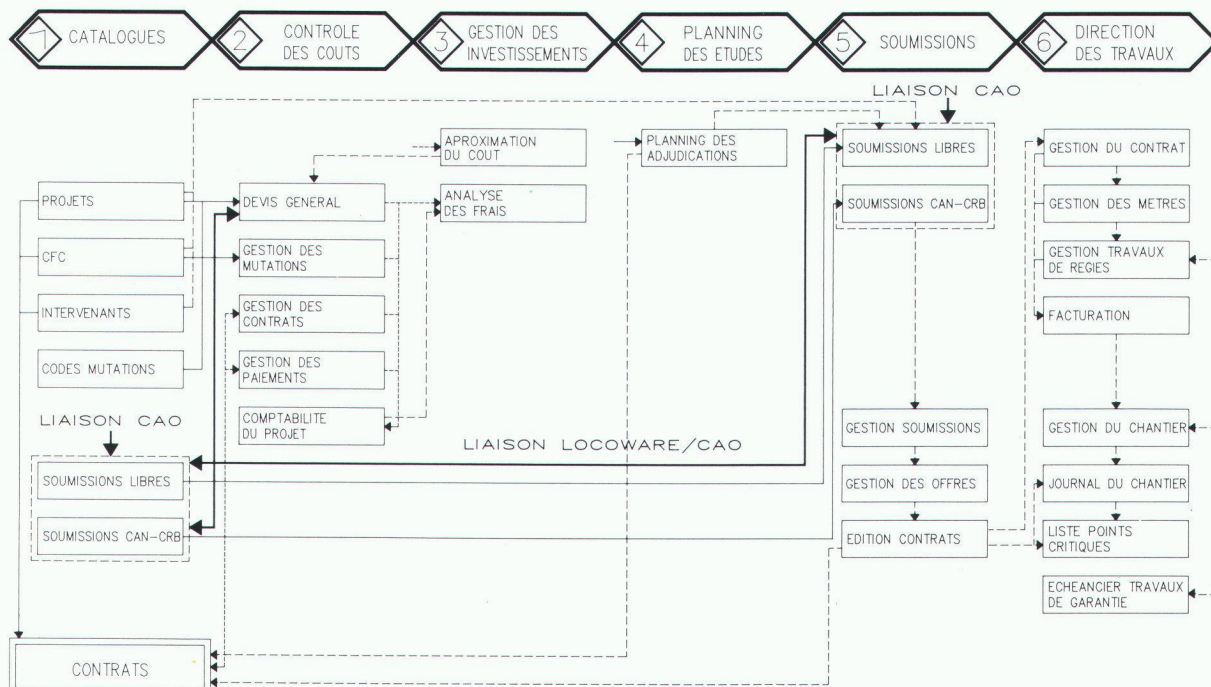 1 CATALOGUES
2 CONTROLE
DES COUTS
3 GESTION DES
INVESTISSEMENTS
4 PLANNING
DES ETUDES
5 SOUMISSIONS
6 DIRECTION
DES TRAVAUX
PROJETS
CFC
INTERVENANTS
CODES MUTATIONS
LIAISON CAO
SOUMISSIONS LIBRES
SOUMISSIONS CAN-CRB
CONTRATS
DEVIS GENERAL
GESTION DES
MUTATIONS
GESTION DES
CONTRATS
GESTION DES
PAIEMENTS
COMPTABILITE
DU PROJET
APROXIMATION
DU COUT
ANALYSE
DES FRAIS
LIAISON LOCOWARE/CAO
PLANNING DES
ADJUDICATIONS
LIAISON CAO
SOUMISSIONS LIBRES
SOUMISSIONS CAN-CRB
GESTION SOUMISSIONS
GESTION DES OFFRES
EDITION CONTRATS
GESTION DU CONTRAT
GESTION DES METRES
GESTION TRAVAUX
DE REGIES
FACTURATION
GESTION DU CHANTIER
JOURNAL DU CHANTIER
LISTE POINTS
CRITIQUES
ECHEANCIER TRAVAUX
DE GARANTIE